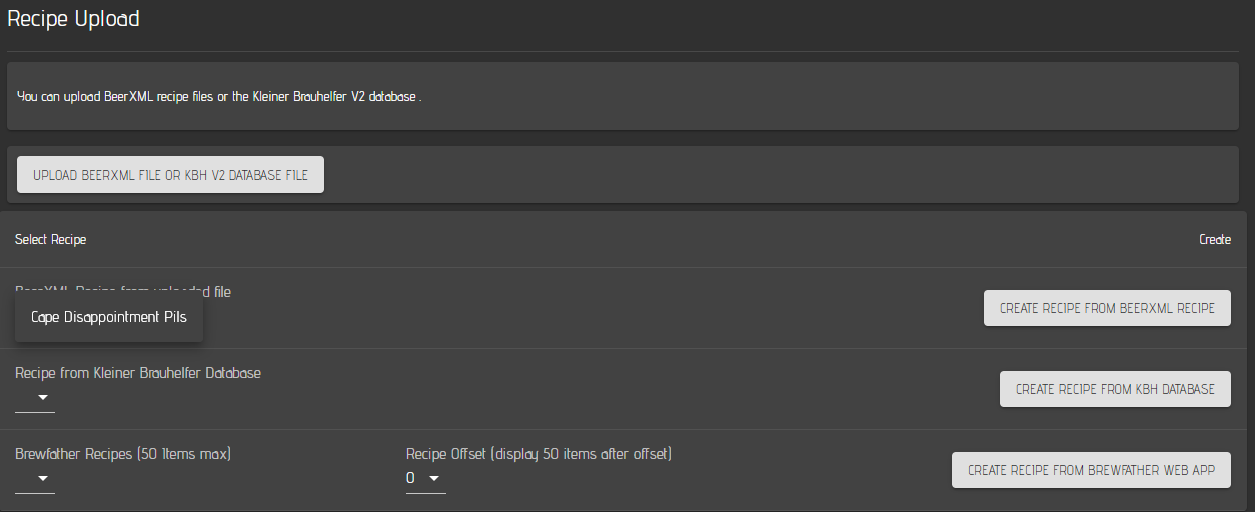 Recipe Upload
You can upload BeerXML recipe files or the Kleiner Brauhelfer V2 database .
UPLOAD BEERXML FILE OR KBH V2 DATABASE FILE
Select Recipe Create
BeerXML Recipe from uploaded file
Cape Disappointment Pils
CREATE RECIPE FROM BEERXML RECIPE
Recipe from Kleiner Brauhelfer Database
CREATE RECIPE FROM KBH DATABASE
Brewfather Recipes (50 Items max) Recipe Offset (display 50 items after offset)
0
CREATE RECIPE FROM BREWFATHER WEB APP